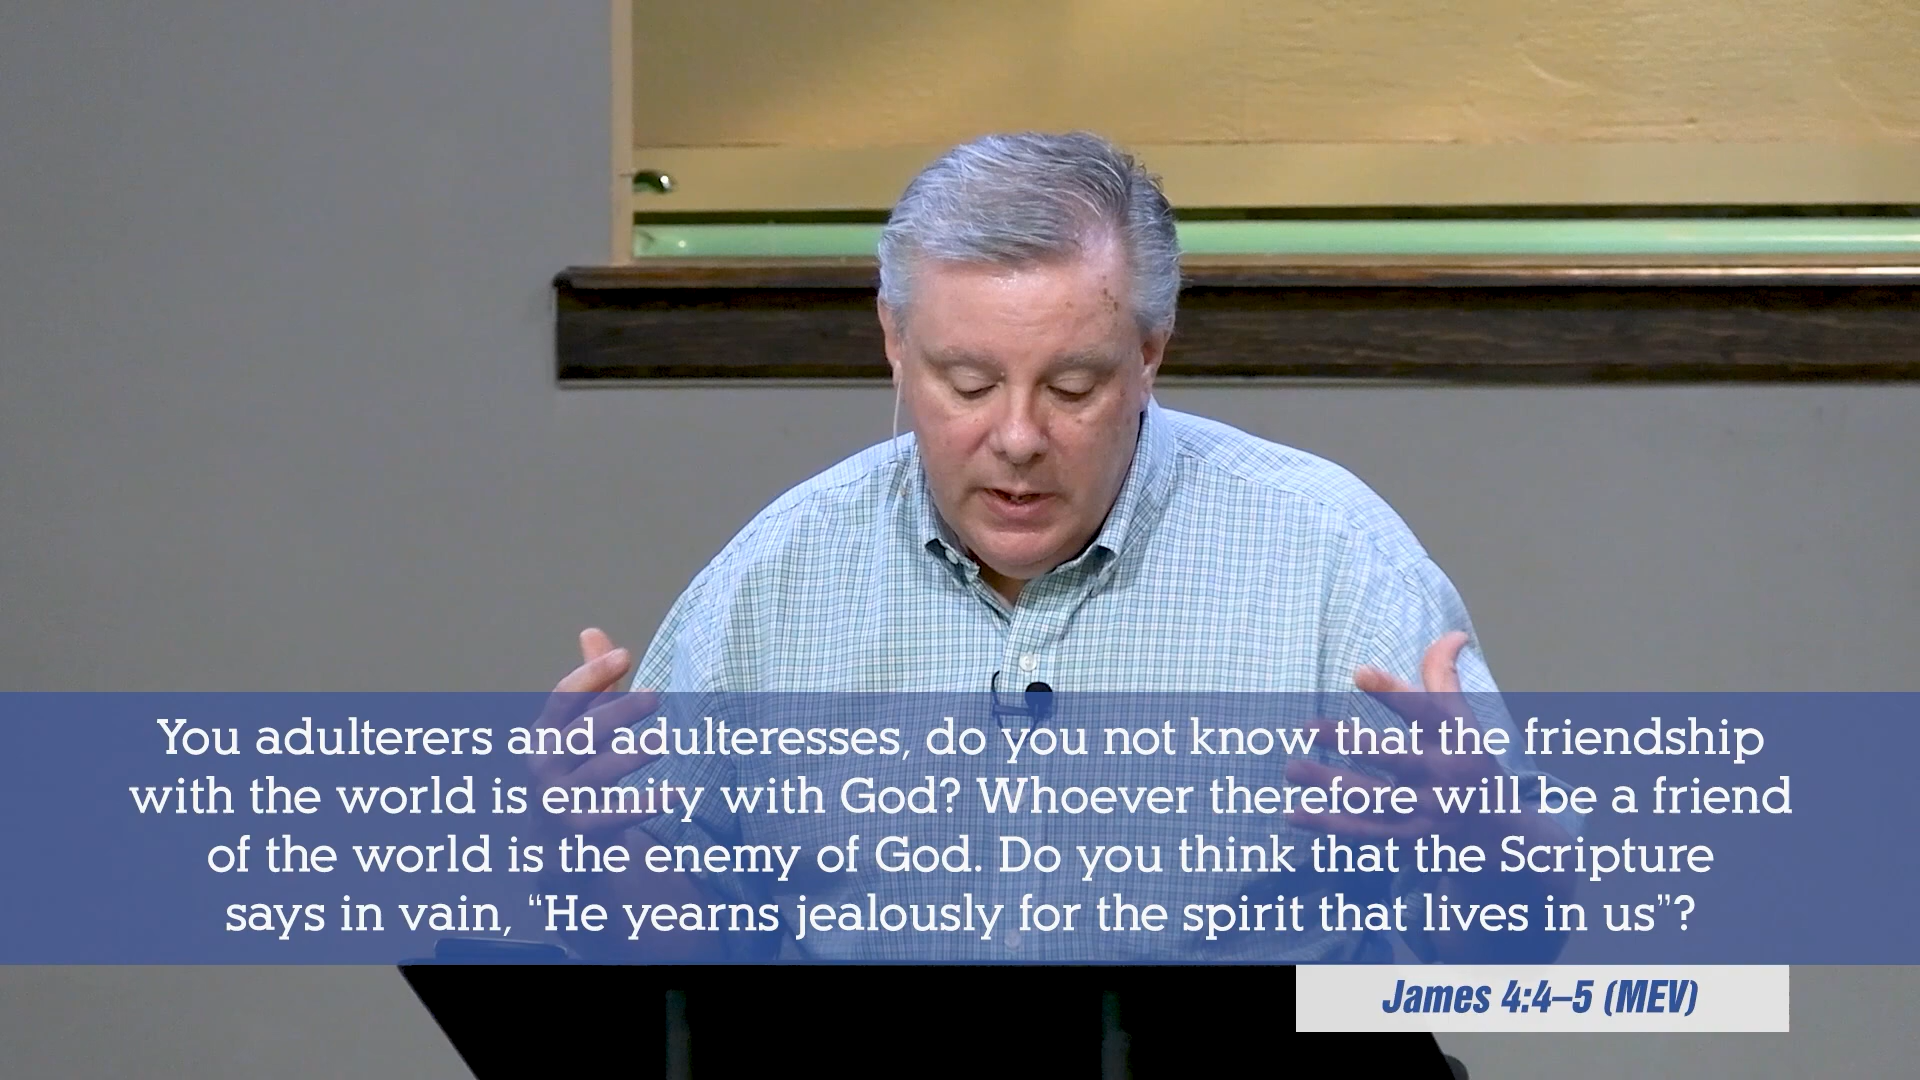 You adulterers and adulteresses, do you not know that the friendship
with the world is enmity with God? Whoever therefore will be a friend
of the world is the enemy of God. Do you think that the Scripture
says in vain, “He yearns jealously for the spirit that lives in us”?
James 4:4–5 (MEV)